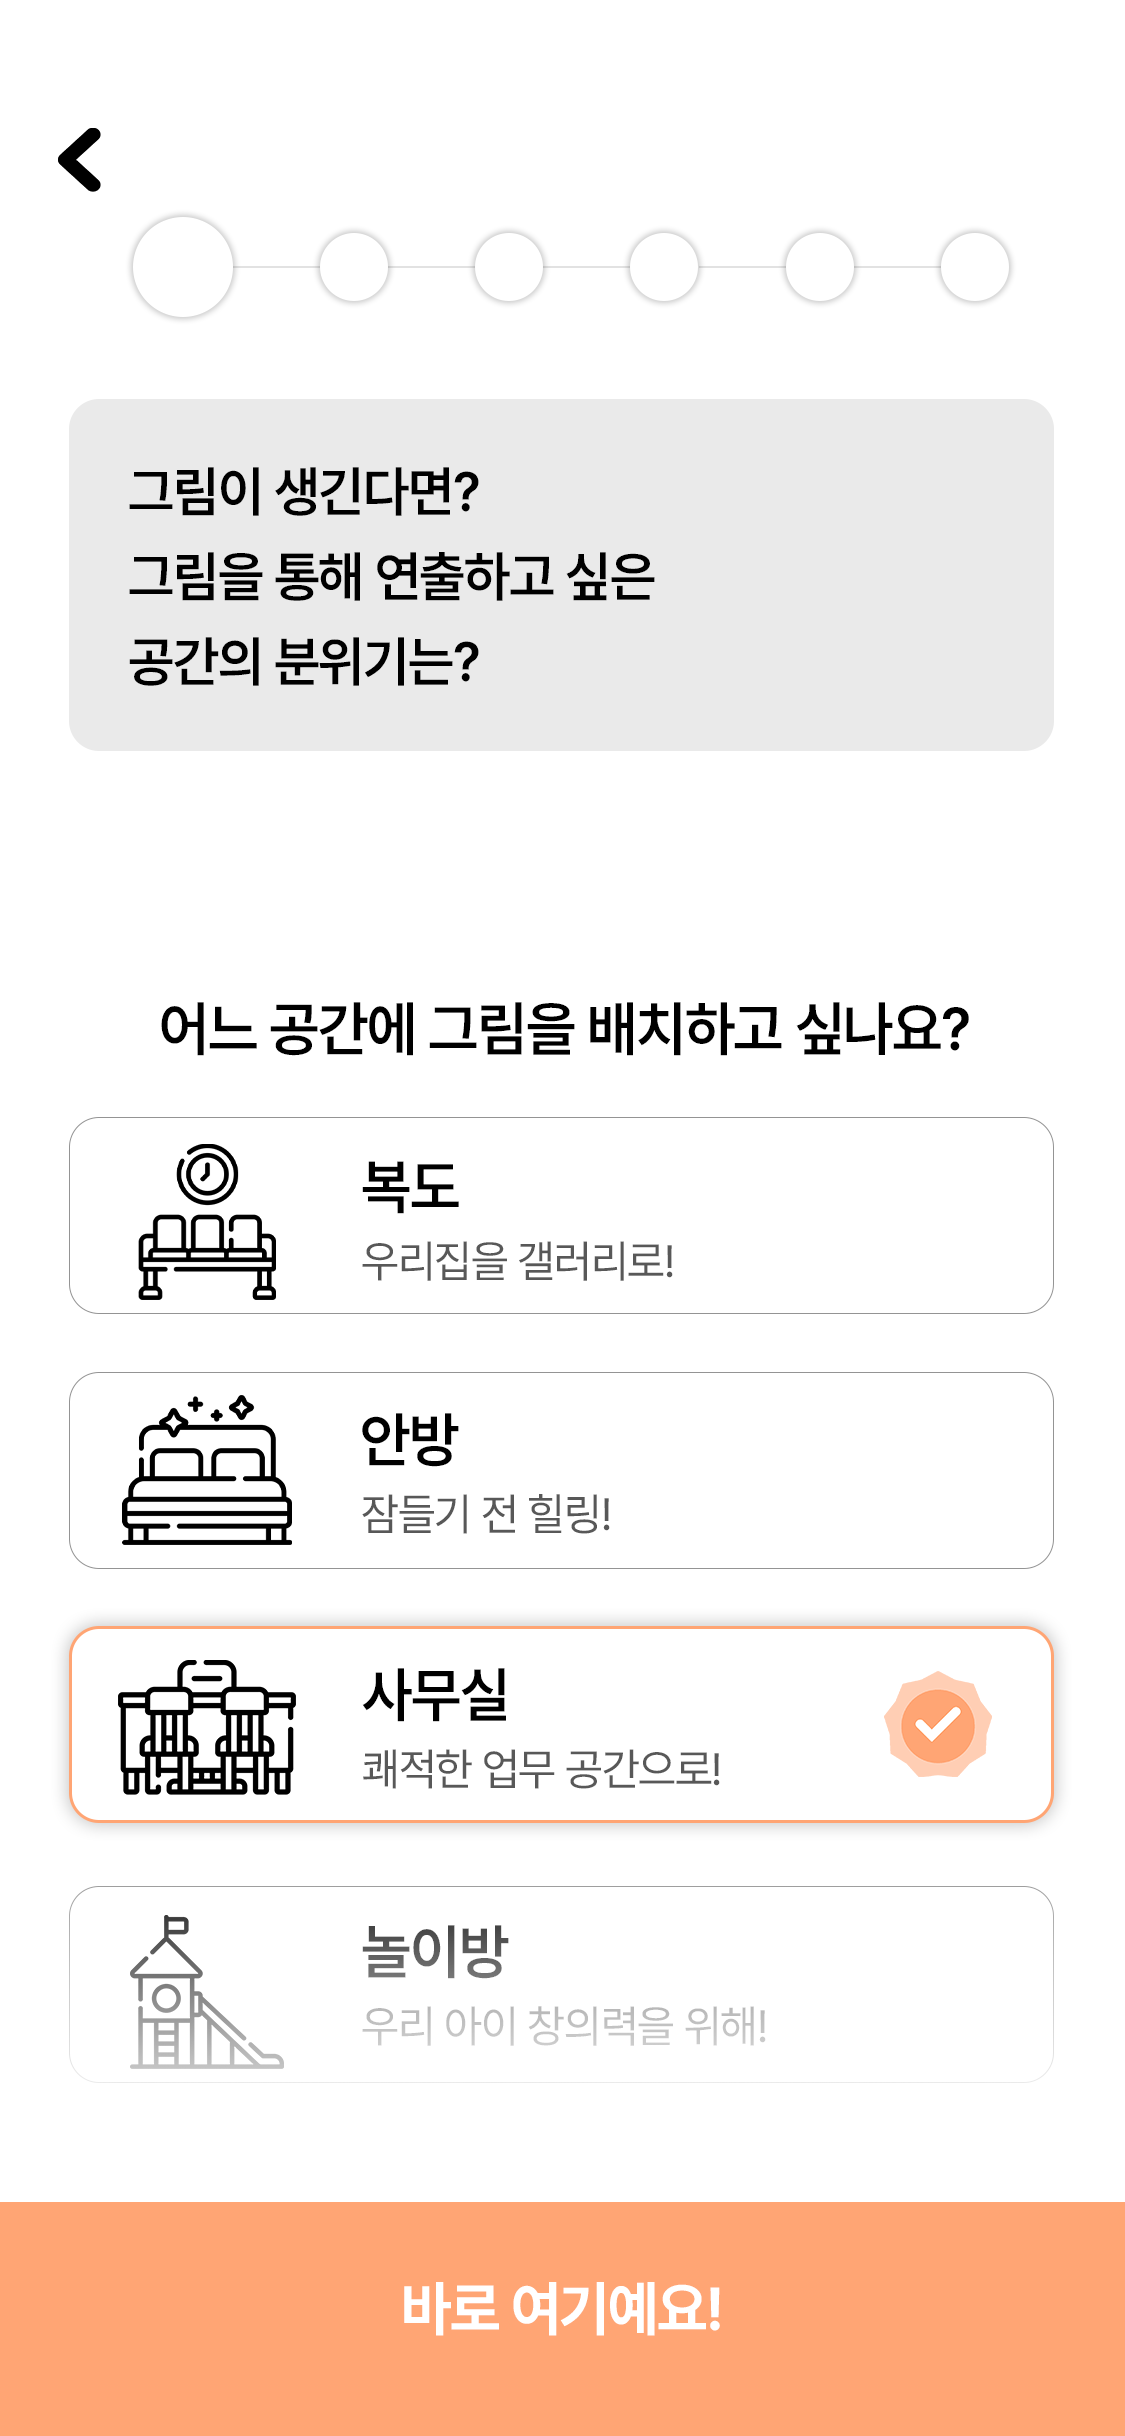 그림이 생긴다면?
그림을 통해 연출하고 싶은
공간의 분위기는?
어느 공간에 그림을 배치하고 싶나요?
복도
우리집을 갤러리로!
안방
잠들기 전 힐링!
사무실
쾌적한 업무 공간으로!
놀이방
우리 아이 창의력을 위해!
바로 여기예요!